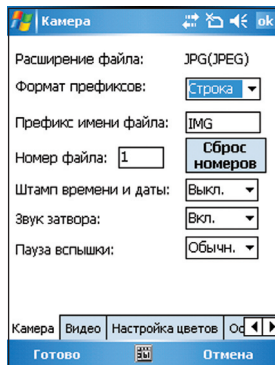 Камера ok
Расширение файла: JPG(JPEG)
Формат префиксов: Строка
Префикс имени файла: IMG
Номер файла: 1 Сброс номеров
Штамп времени и даты: Выкл.
Звук затвора: Вкл.
Пауза вспышки: Обычн.
Камера Видео Настройка цветов Ос
Готово Отмена